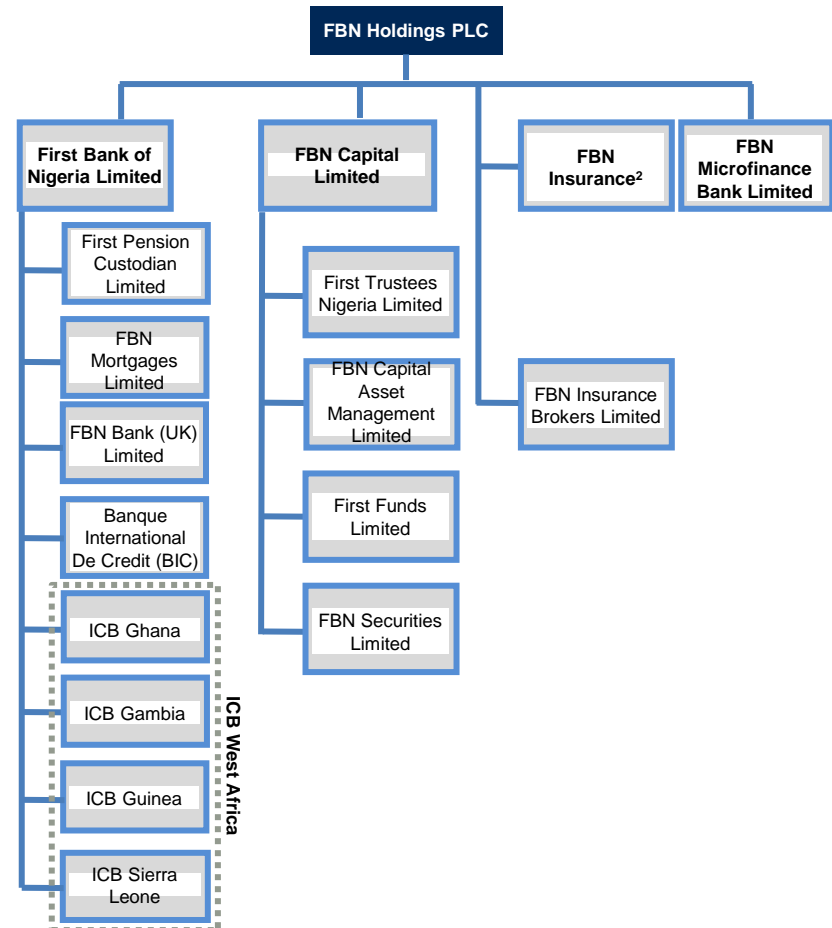 FBN Holdings PLC
First Bank of
Nigeria Limited
FBN Capital
Limited
FBN
Insurance²
FBN
Microfinance
Bank Limited
First Pension
Custodian
Limited
FBN
Mortgages
Limited
FBN Bank (UK)
Limited
Banque
International
De Credit (BIC)
ICB Ghana
ICB Gambia
ICB Guinea
ICB Sierra
Leone
ICB West Africa
First Trustees
Nigeria Limited
FBN Capital
Asset
Management
Limited
First Funds
Limited
FBN Securities
Limited
FBN Insurance
Brokers Limited